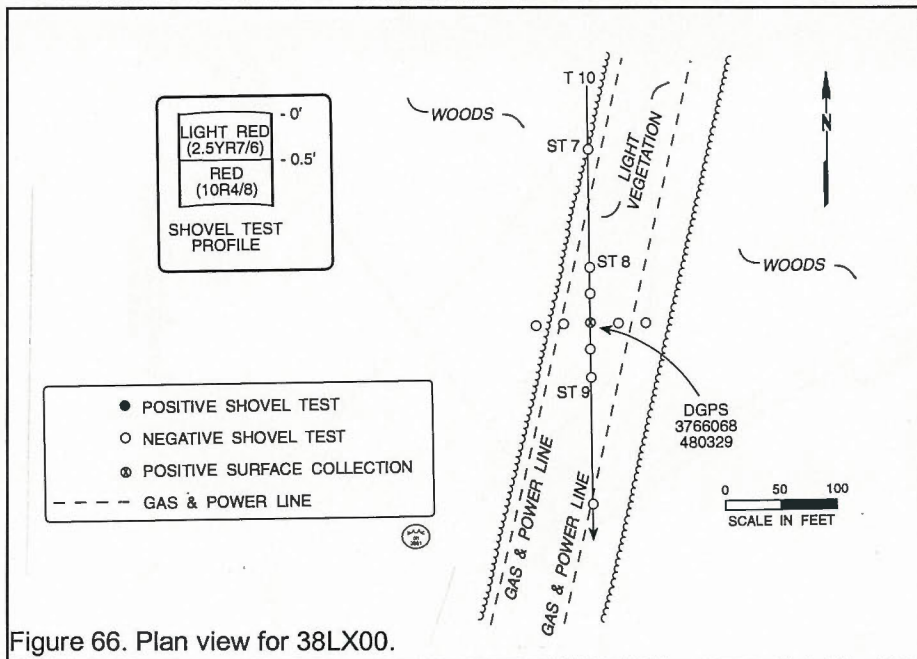 T 10
WOODS
N
- 0'
LIGHT RED
(2.5YR7/6)
- 0.5'
RED
(10R4/8)
SHOVEL TEST
PROFILE
ST 7
LIGHT
VEGETATION
ST 8
WOODS
ST 9
DGPS
3766068
480329
POSITIVE SHOVEL TEST
NEGATIVE SHOVEL TEST
POSITIVE SURFACE COLLECTION
GAS & POWER LINE
GAS & POWER LINE
GAS & POWER LINE
0 50 100
SCALE IN FEET
Figure 66. Plan view for 38LX00.